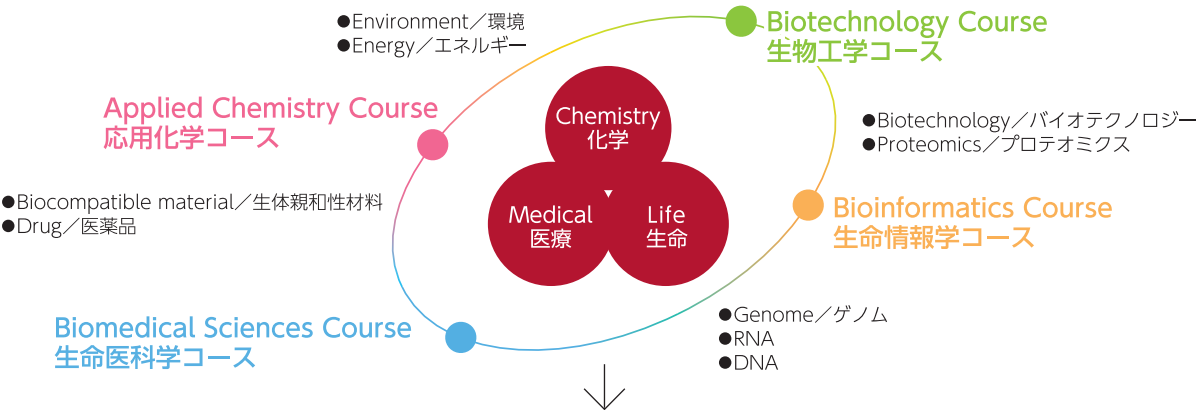 ●Environment／環境
●Energy／エネルギー
Biotechnology Course
生物工学コース
Applied Chemistry Course
応用化学コース
Chemistry
化学
●Biotechnology／バイオテクノロジー
●Proteomics／プロテオミクス
●Biocompatible material／生体親和性材料
●Drug／医薬品
Medical
医療
Life
生命
Bioinformatics Course
生命情報学コース
Biomedical Sciences Course
生命医科学コース
●Genome／ゲノム
●RNA
●DNA